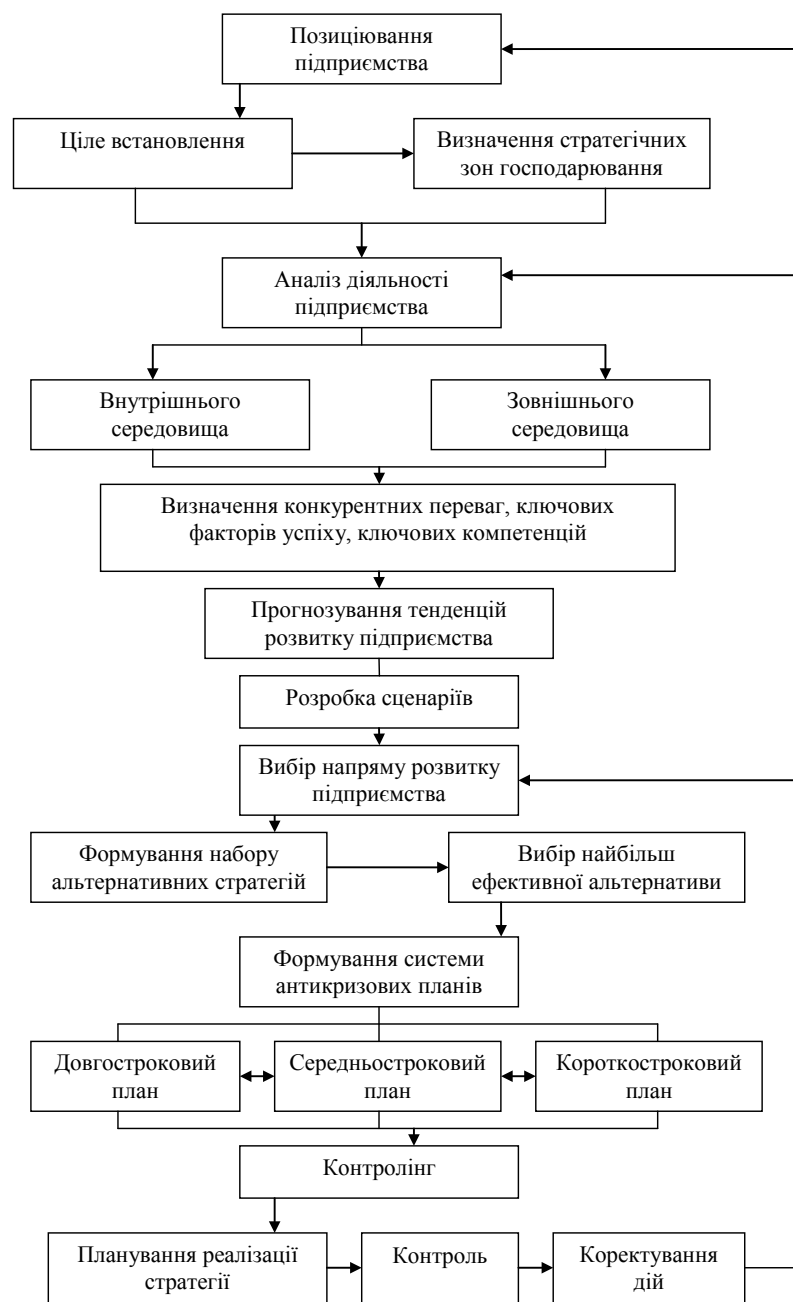 Позиціювання
підприємства
Ціле встановлення
Визначення стратегічних
зон господарювання
Аналіз діяльності
підприємства
Внутрішнього
середовища
Зовнішнього
середовища
Визначення конкурентних переваг, ключових
факторів успіху, ключових компетенцій
Прогнозування тенденцій
розвитку підприємства
Розробка сценаріїв
Вибір напряму розвитку
підприємства
Формування набору
альтернативних стратегій
Вибір найбільш
ефективної альтернативи
Формування системи
антикризових планів
Довгостроковий
план
Середньостроковий
план
Короткостроковий
план
Контролінг
Планування реалізації
стратегії
Контроль
Коректування
дій